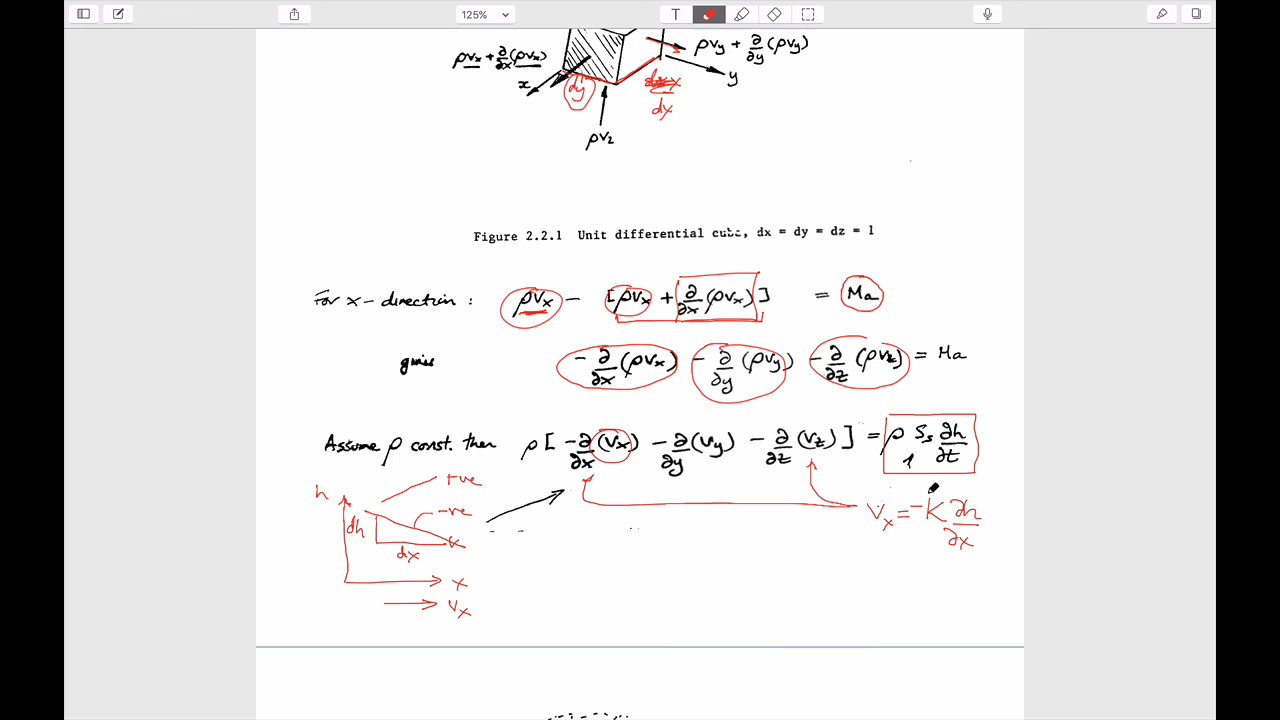 125%
T
ρvx + ∂/∂x (ρvx)
ρvy + ∂/∂y (ρvy)
x
dy
y
dx
ρvz
Figure 2.2.1 Unit differential cube, dx = dy = dz = 1
For x-direction : ρvx - [ρvx + ∂/∂x (ρvx)] = Ma
gives - ∂/∂x (ρvx) - ∂/∂y (ρvy) - ∂/∂z (ρvz) = Ma
Assume ρ const. then ρ [ -∂/∂x (vx) - ∂/∂y (vy) - ∂/∂z (vz) ] = ρ Ss ∂h/∂t
h
+ve
-ve
dh
dx
x
vx
Vx = -K ∂h/∂x